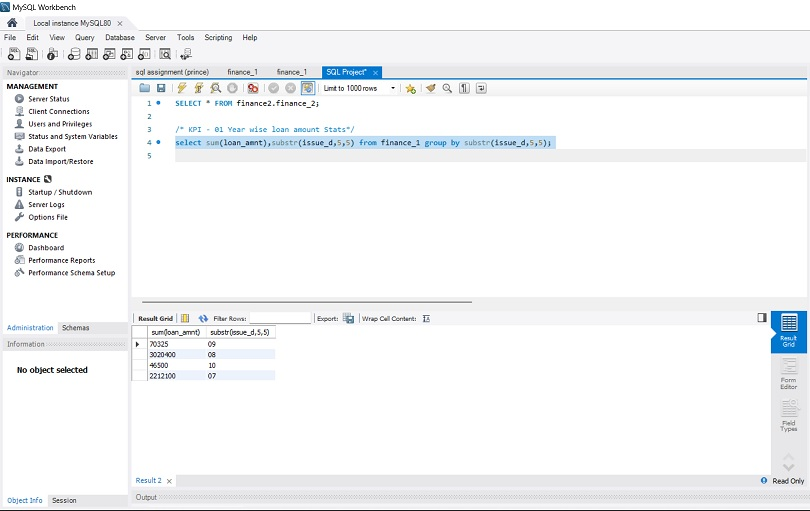 MySQL Workbench
Local instance MySQL80
File Edit View Query Database Server Tools Scripting Help
Navigator
MANAGEMENT
Server Status
Client Connections
Users and Privileges
Status and System Variables
Data Export
Data Import/Restore
INSTANCE
Startup / Shutdown
Server Logs
Options File
PERFORMANCE
Dashboard
Performance Reports
Performance Schema Setup
Administration Schemas
Information
No object selected
Object Info Session
sql assignment (prince) finance_1 finance_1 SQL Project*
Limit to 1000 rows
1 SELECT * FROM finance2.finance_2;
2
3 /* KPI - 01 Year wise loan amount Stats*/
4 select sum(loan_amnt),substr(issue_d,5,5) from finance_1 group by substr(issue_d,5,5);
5
Result Grid Filter Rows: Export: Wrap Cell Content:
sum(loan_amnt) substr(issue_d,5,5)
70325 09
3020400 08
46500 10
2212100 07
Result
Grid
Form
Editor
Field
Types
Result 2 Read Only
Output